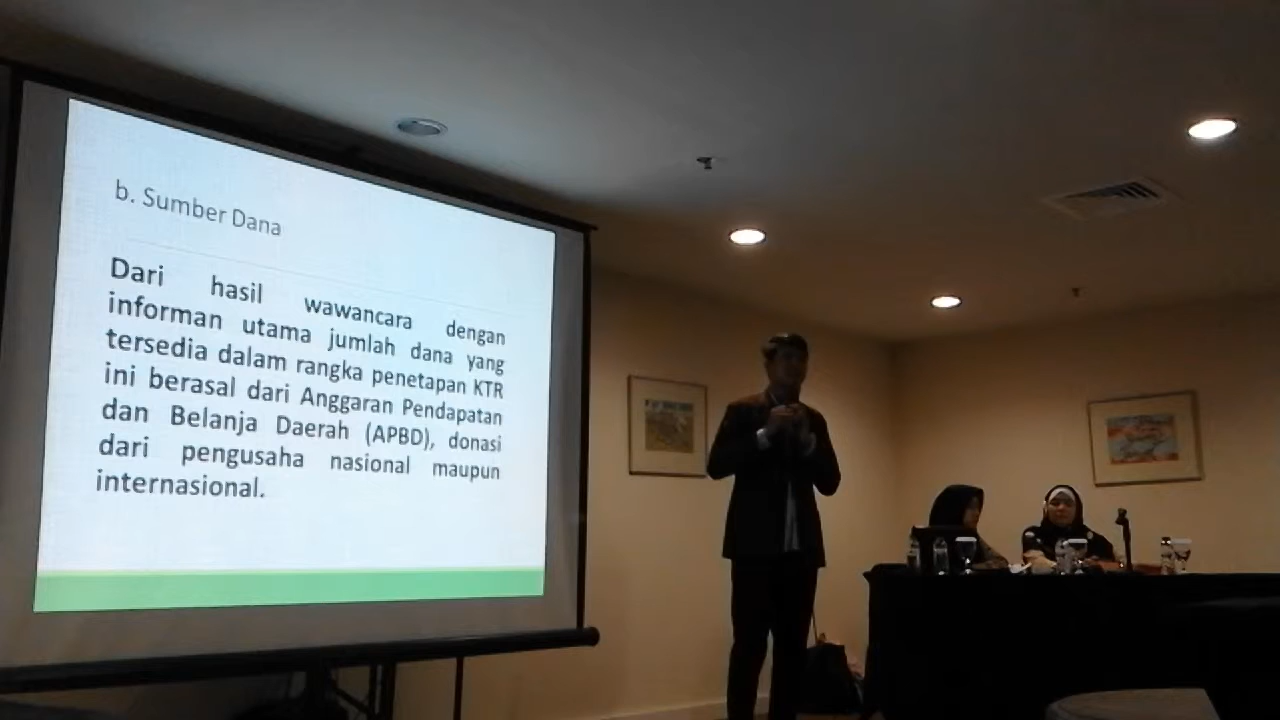 b. Sumber Dana
Dari hasil wawancara dengan
informan utama jumlah dana yang
tersedia dalam rangka penetapan KTR
ini berasal dari Anggaran Pendapatan
dan Belanja Daerah (APBD), donasi
dari pengusaha nasional maupun
internasional.